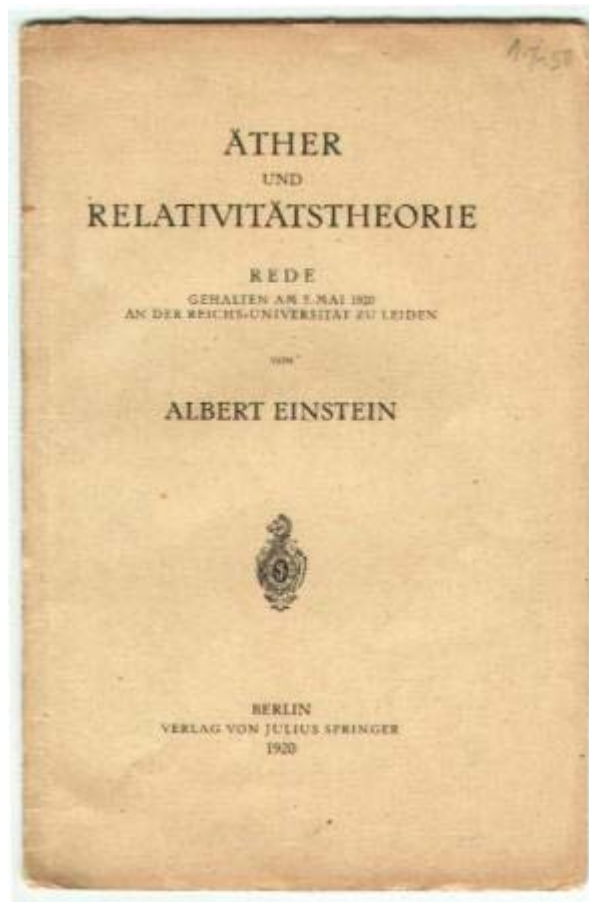 ÄTHER
UND
RELATIVITÄTSTHEORIE
REDE
GEHALTEN AM 5. MAI 1920
AN DER REICHS-UNIVERSITÄT ZU LEIDEN
VON
ALBERT EINSTEIN
BERLIN
VERLAG VON JULIUS SPRINGER
1920